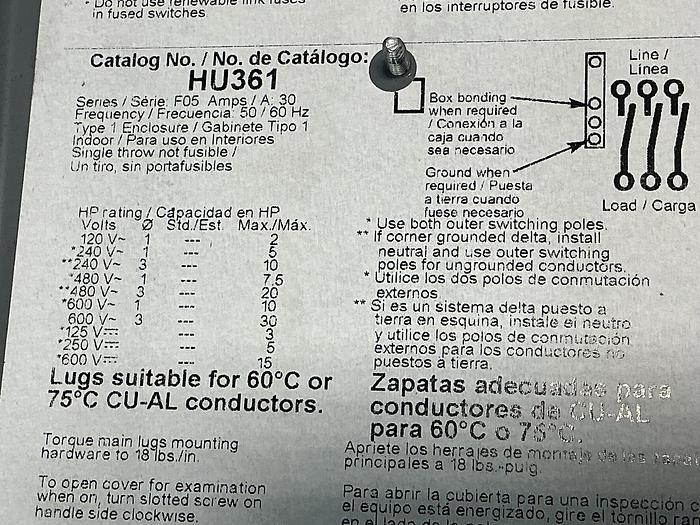 - Do not use renewable link fuses
in fused switches.
en los interruptores de fusible.
Catalog No. / No. de Catálogo:
HU361
Series / Série: F05 Amps / A: 30
Frequency / Frecuencia: 50 / 60 Hz
Type 1 Enclosure / Gabinete Tipo 1
Indoor / Para uso en Interiores
Single throw not fusible /
Un tiro, sin portafusibles
Box bonding
when required
/ Conexión a la
caja cuando
sea necesario
Ground when
required / Puesta
a tierra cuando
fuese necesario
Line /
Línea
Load / Carga
HP rating / Capacidad en HP
Volts Ø Std./Est. Max./Máx.
120 V~ 1 --- 2
*240 V~ 1 --- 5
**240 V~ 3 --- 10
*480 V~ 1 --- 7.5
**480 V~ 3 --- 20
*600 V~ 1 --- 10
600 V~ 3 --- 30
*125 V⎓ --- 3
*250 V⎓ --- 5
*600 V⎓ --- 15
* Use both outer switching poles.
** If corner grounded delta, install
neutral and use outer switching
poles for ungrounded conductors.
* Utilice los dos polos de conmutación
externos
** Si es un sistema delta puesto a
tierra en esquina, instale el neutro
y utilice los polos de conmutación
externos para los conductores no
puestos a tierra.
Lugs suitable for 60°C or
75°C CU-AL conductors.
Zapatas adecuadas para
conductores de CU-AL
para 60°C o 75°C.
Torque main lugs mounting
hardware to 18 lbs./in.
Apriete los herrajes de montaje de las zapatas
principales a 18 lbs.-pulg.
To open cover for examination
when on, turn slotted screw on
handle side clockwise.
Para abrir la cubierta para una inspección
el equipo está energizado, gire el tornillo
en el lado de